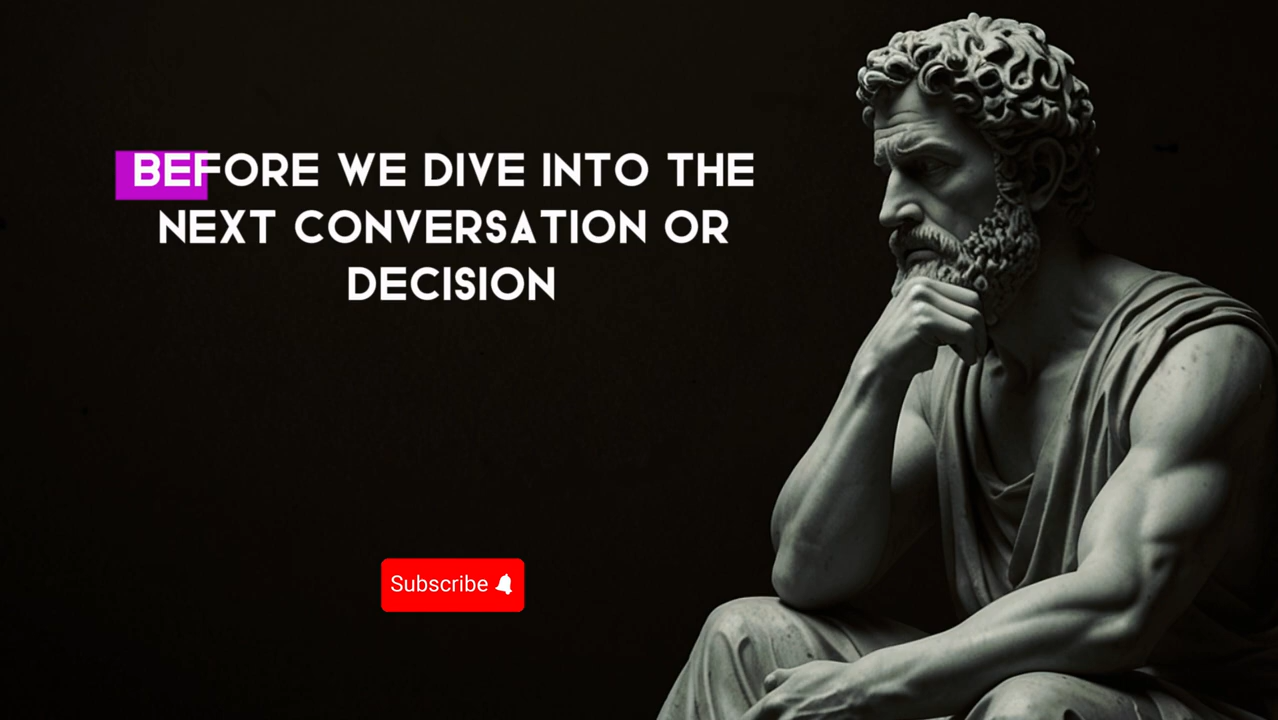 BEFORE WE DIVE INTO THE
NEXT CONVERSATION OR
DECISION
Subscribe